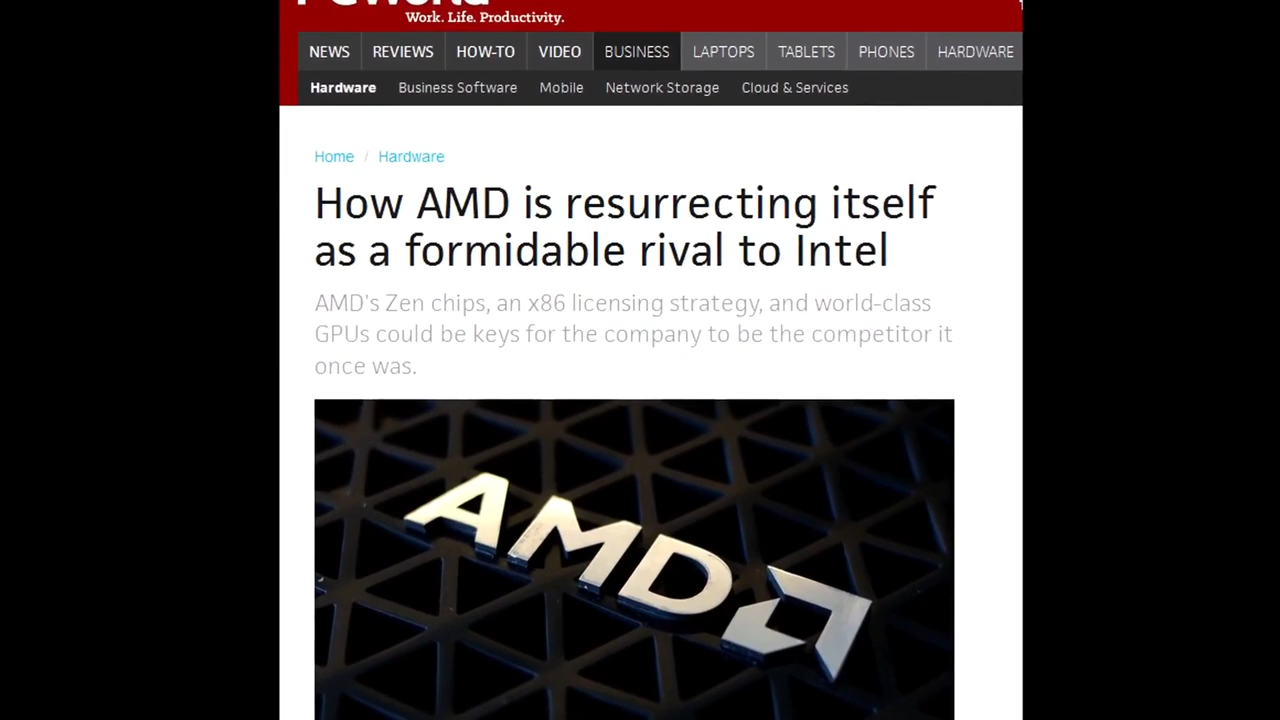 Work. Life. Productivity.
NEWS REVIEWS HOW-TO VIDEO BUSINESS LAPTOPS TABLETS PHONES HARDWARE
Hardware Business Software Mobile Network Storage Cloud & Services
Home / Hardware
How AMD is resurrecting itself
as a formidable rival to Intel
AMD's Zen chips, an x86 licensing strategy, and world-class
GPUs could be keys for the company to be the competitor it
once was.
AMD